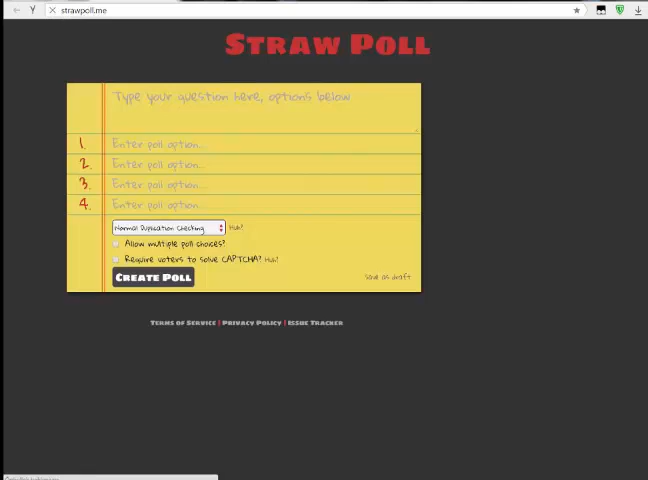 Y strawpoll.me
STRAW POLL
Type your question here, options below
1. Enter poll option...
2. Enter poll option...
3. Enter poll option...
4. Enter poll option...
Normal Duplication Checking Huh?
Allow multiple poll choices?
Require voters to solve CAPTCHA? Huh?
CREATE POLL save as draft
TERMS OF SERVICE | PRIVACY POLICY | ISSUE TRACKER